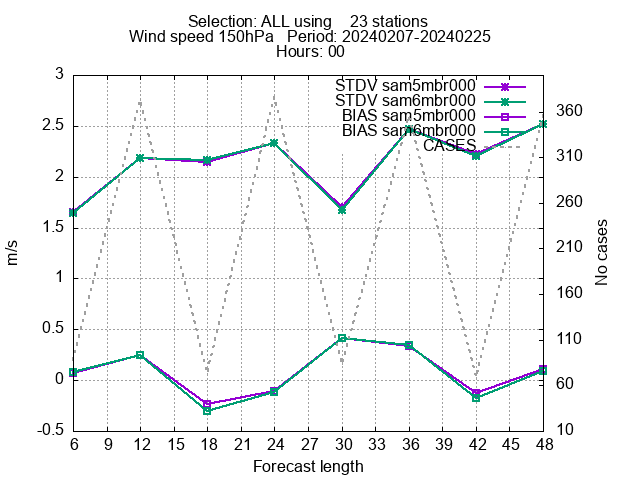 Selection: ALL using    23 stations
Wind speed 150hPa   Period: 20240207-20240225
Hours: 00
STDV sam5mbr000
STDV sam6mbr000
BIAS sam5mbr000
BIAS sam6mbr000
CASES
m/s
3
2.5
2
1.5
1
0.5
0
-0.5
No cases
360
310
260
210
160
110
60
10
6 9 12 15 18 21 24 27 30 33 36 39 42 45 48
Forecast length